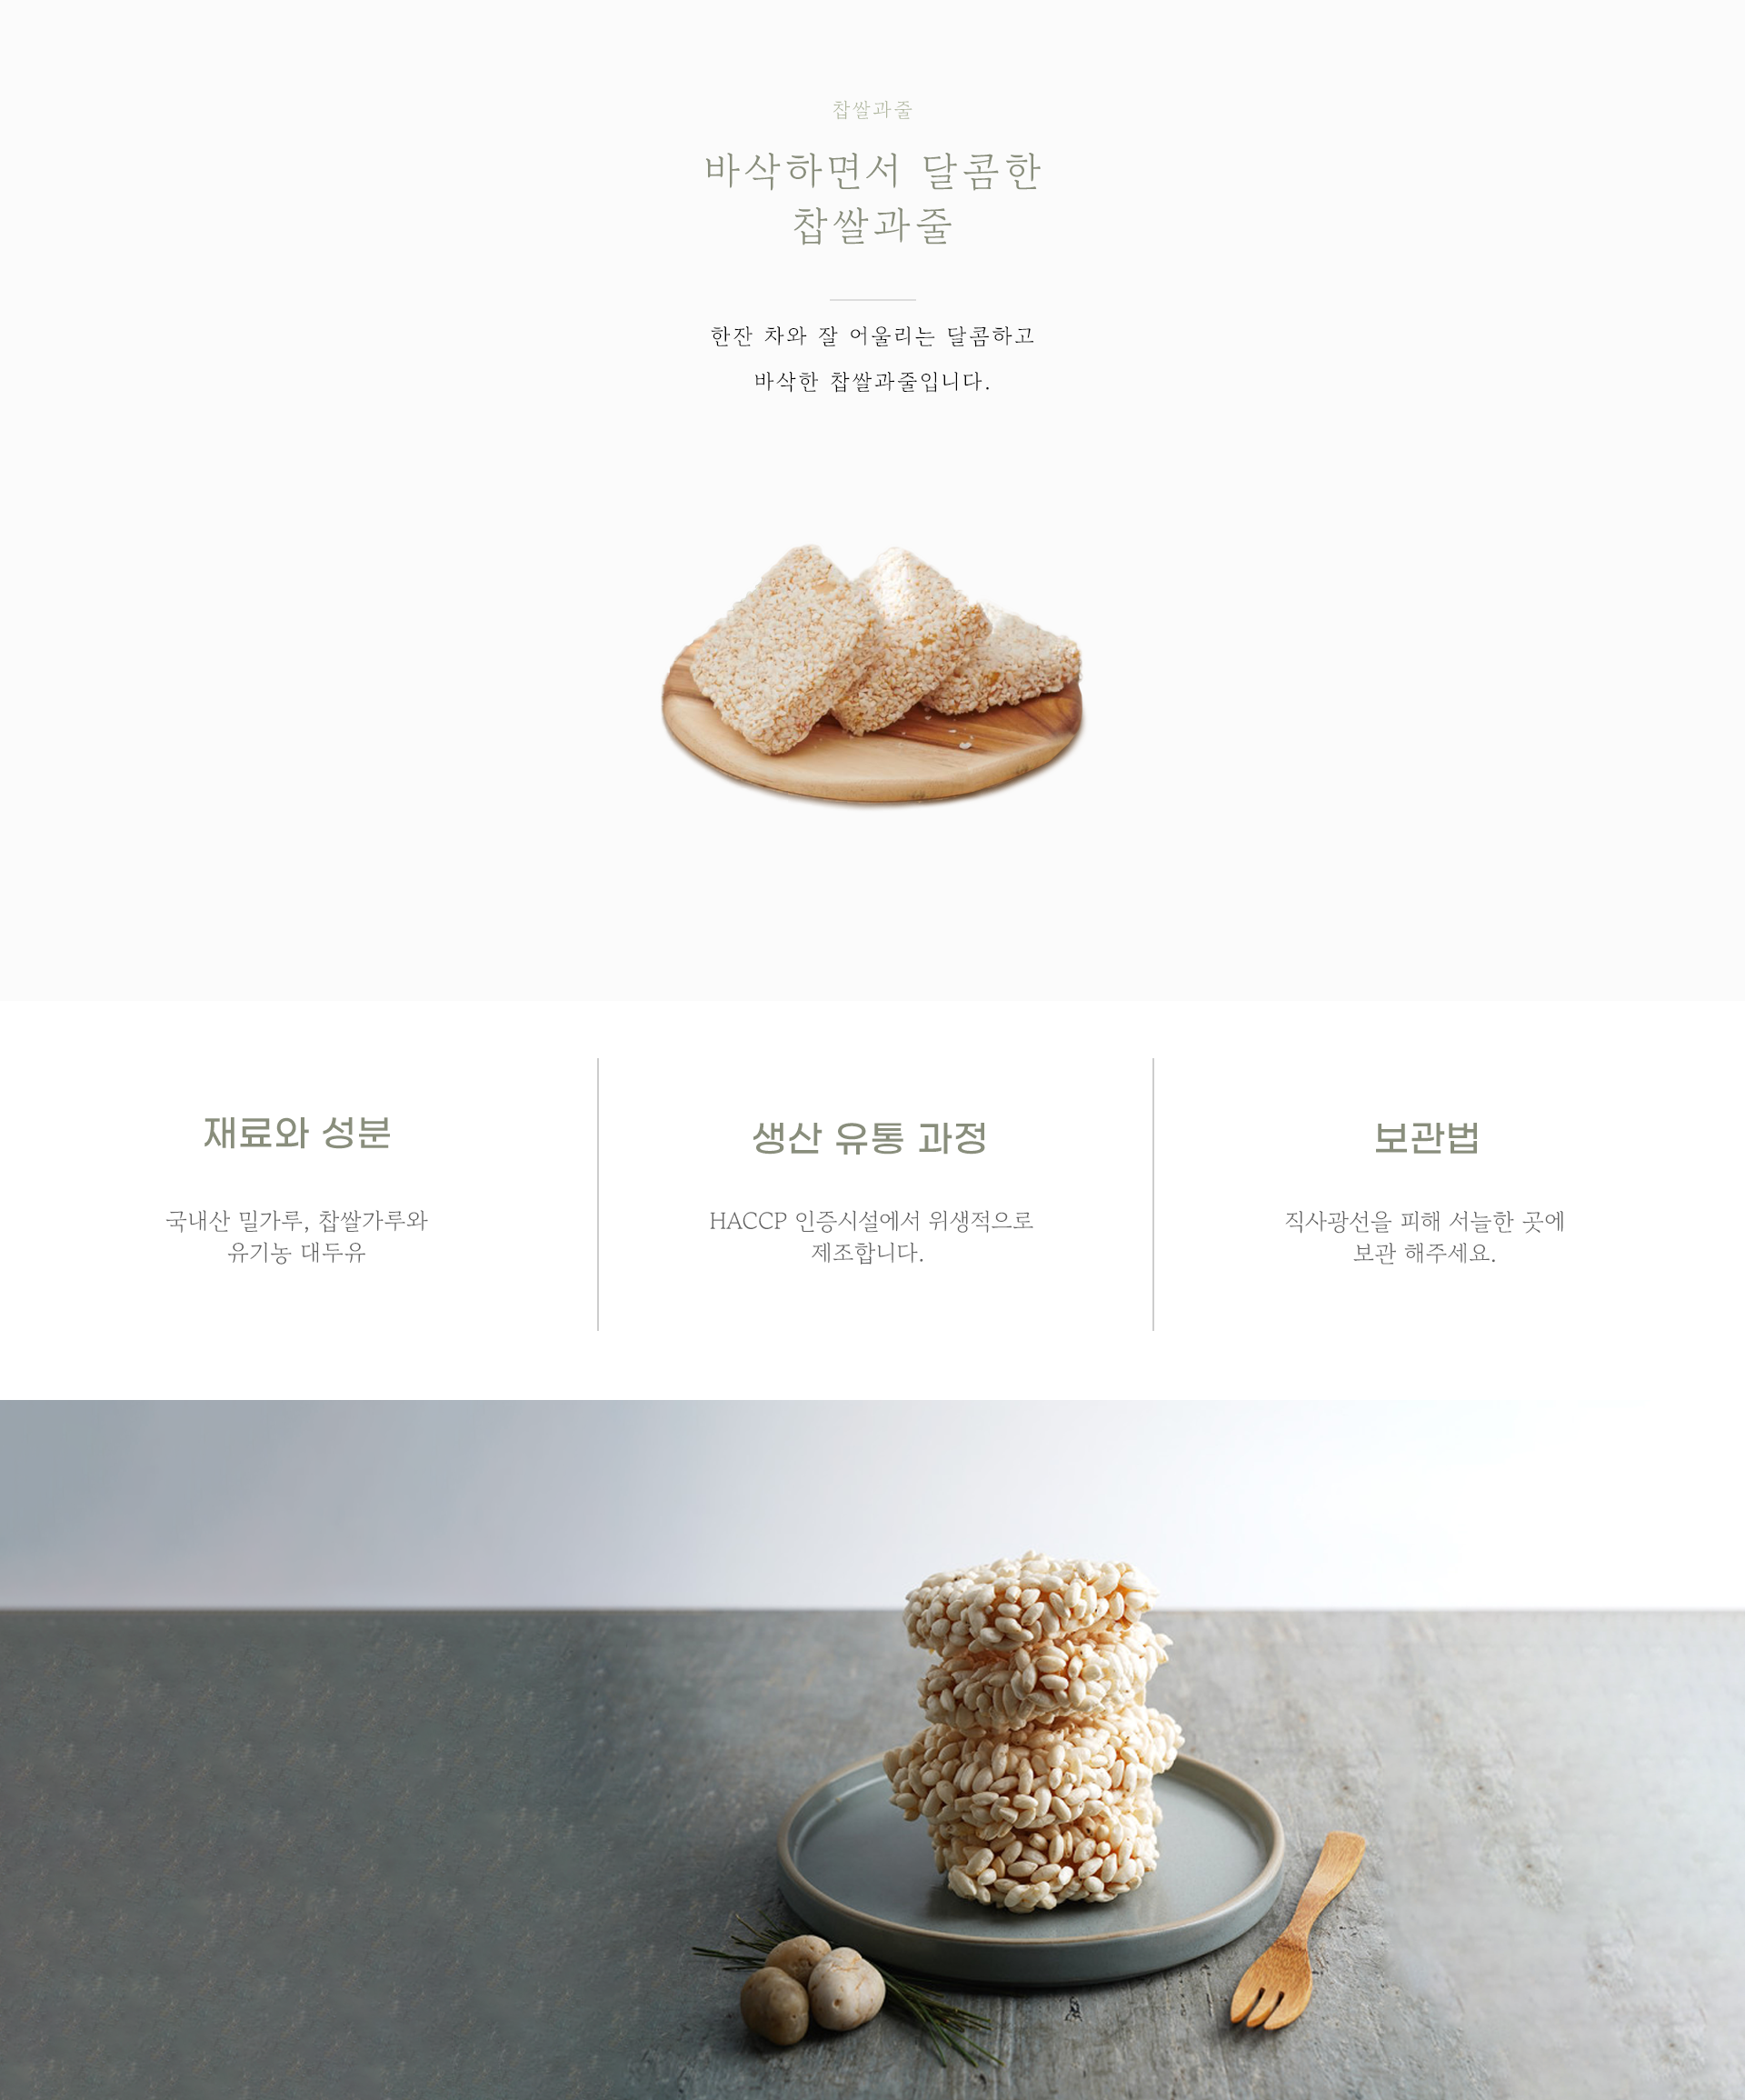 찹쌀과줄
바삭하면서 달콤한
찹쌀과줄
한잔 차와 잘 어울리는 달콤하고
바삭한 찹쌀과줄입니다.
재료와 성분
국내산 밀가루, 찹쌀가루와
유기농 대두유
생산 유통 과정
HACCP 인증시설에서 위생적으로
제조합니다.
보관법
직사광선을 피해 서늘한 곳에
보관 해주세요.